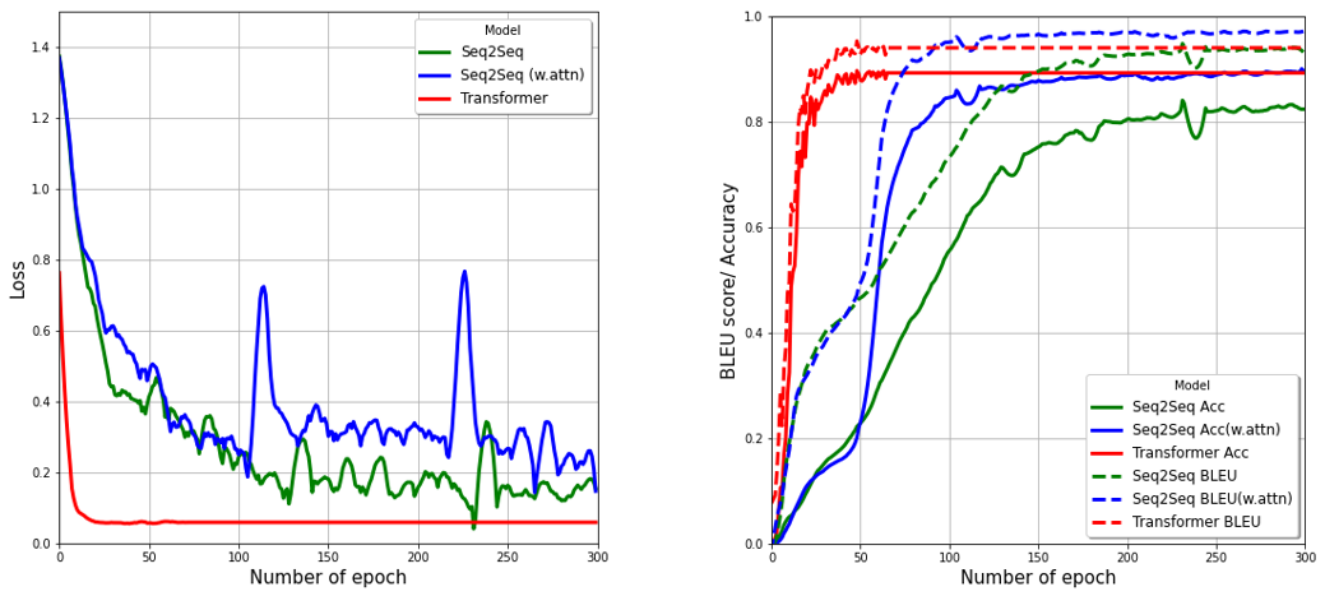 Loss
1.4
1.2
1.0
0.8
0.6
0.4
0.2
0.0
0
50
100
150
200
250
300
Number of epoch
Model
Seq2Seq
Seq2Seq (w.attn)
Transformer
BLEU score/ Accuracy
1.0
0.8
0.6
0.4
0.2
0.0
0
50
100
150
200
250
300
Number of epoch
Model
Seq2Seq Acc
Seq2Seq Acc(w.attn)
Transformer Acc
Seq2Seq BLEU
Seq2Seq BLEU(w.attn)
Transformer BLEU